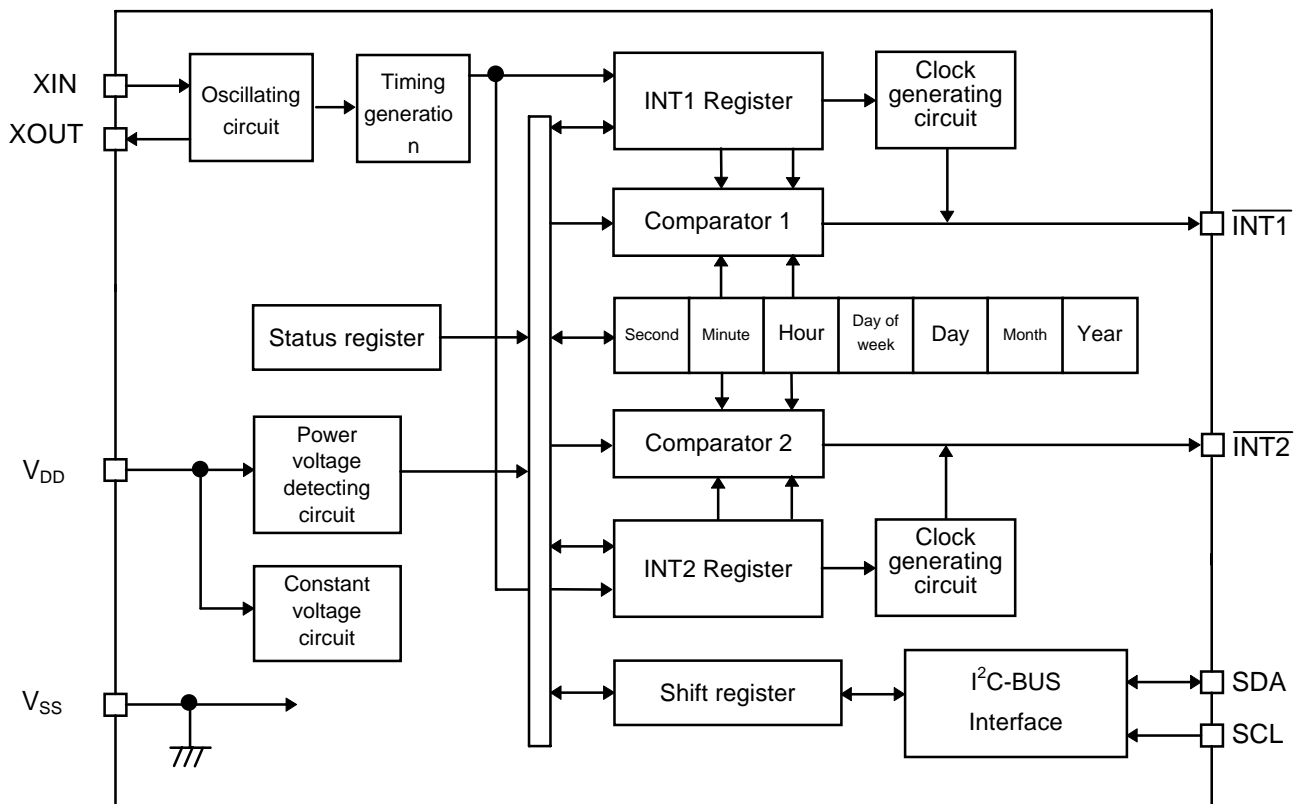 XIN
XOUT
Oscillating
circuit
Timing
generatio
n
INT1 Register
Clock
generating
circuit
Comparator 1
INT1
Status register
Second
Minute
Hour
Day of
week
Day
Month
Year
VDD
Power
voltage
detecting
circuit
Comparator 2
INT2
Constant
voltage
circuit
INT2 Register
Clock
generating
circuit
VSS
Shift register
I2C-BUS
Interface
SDA
SCL